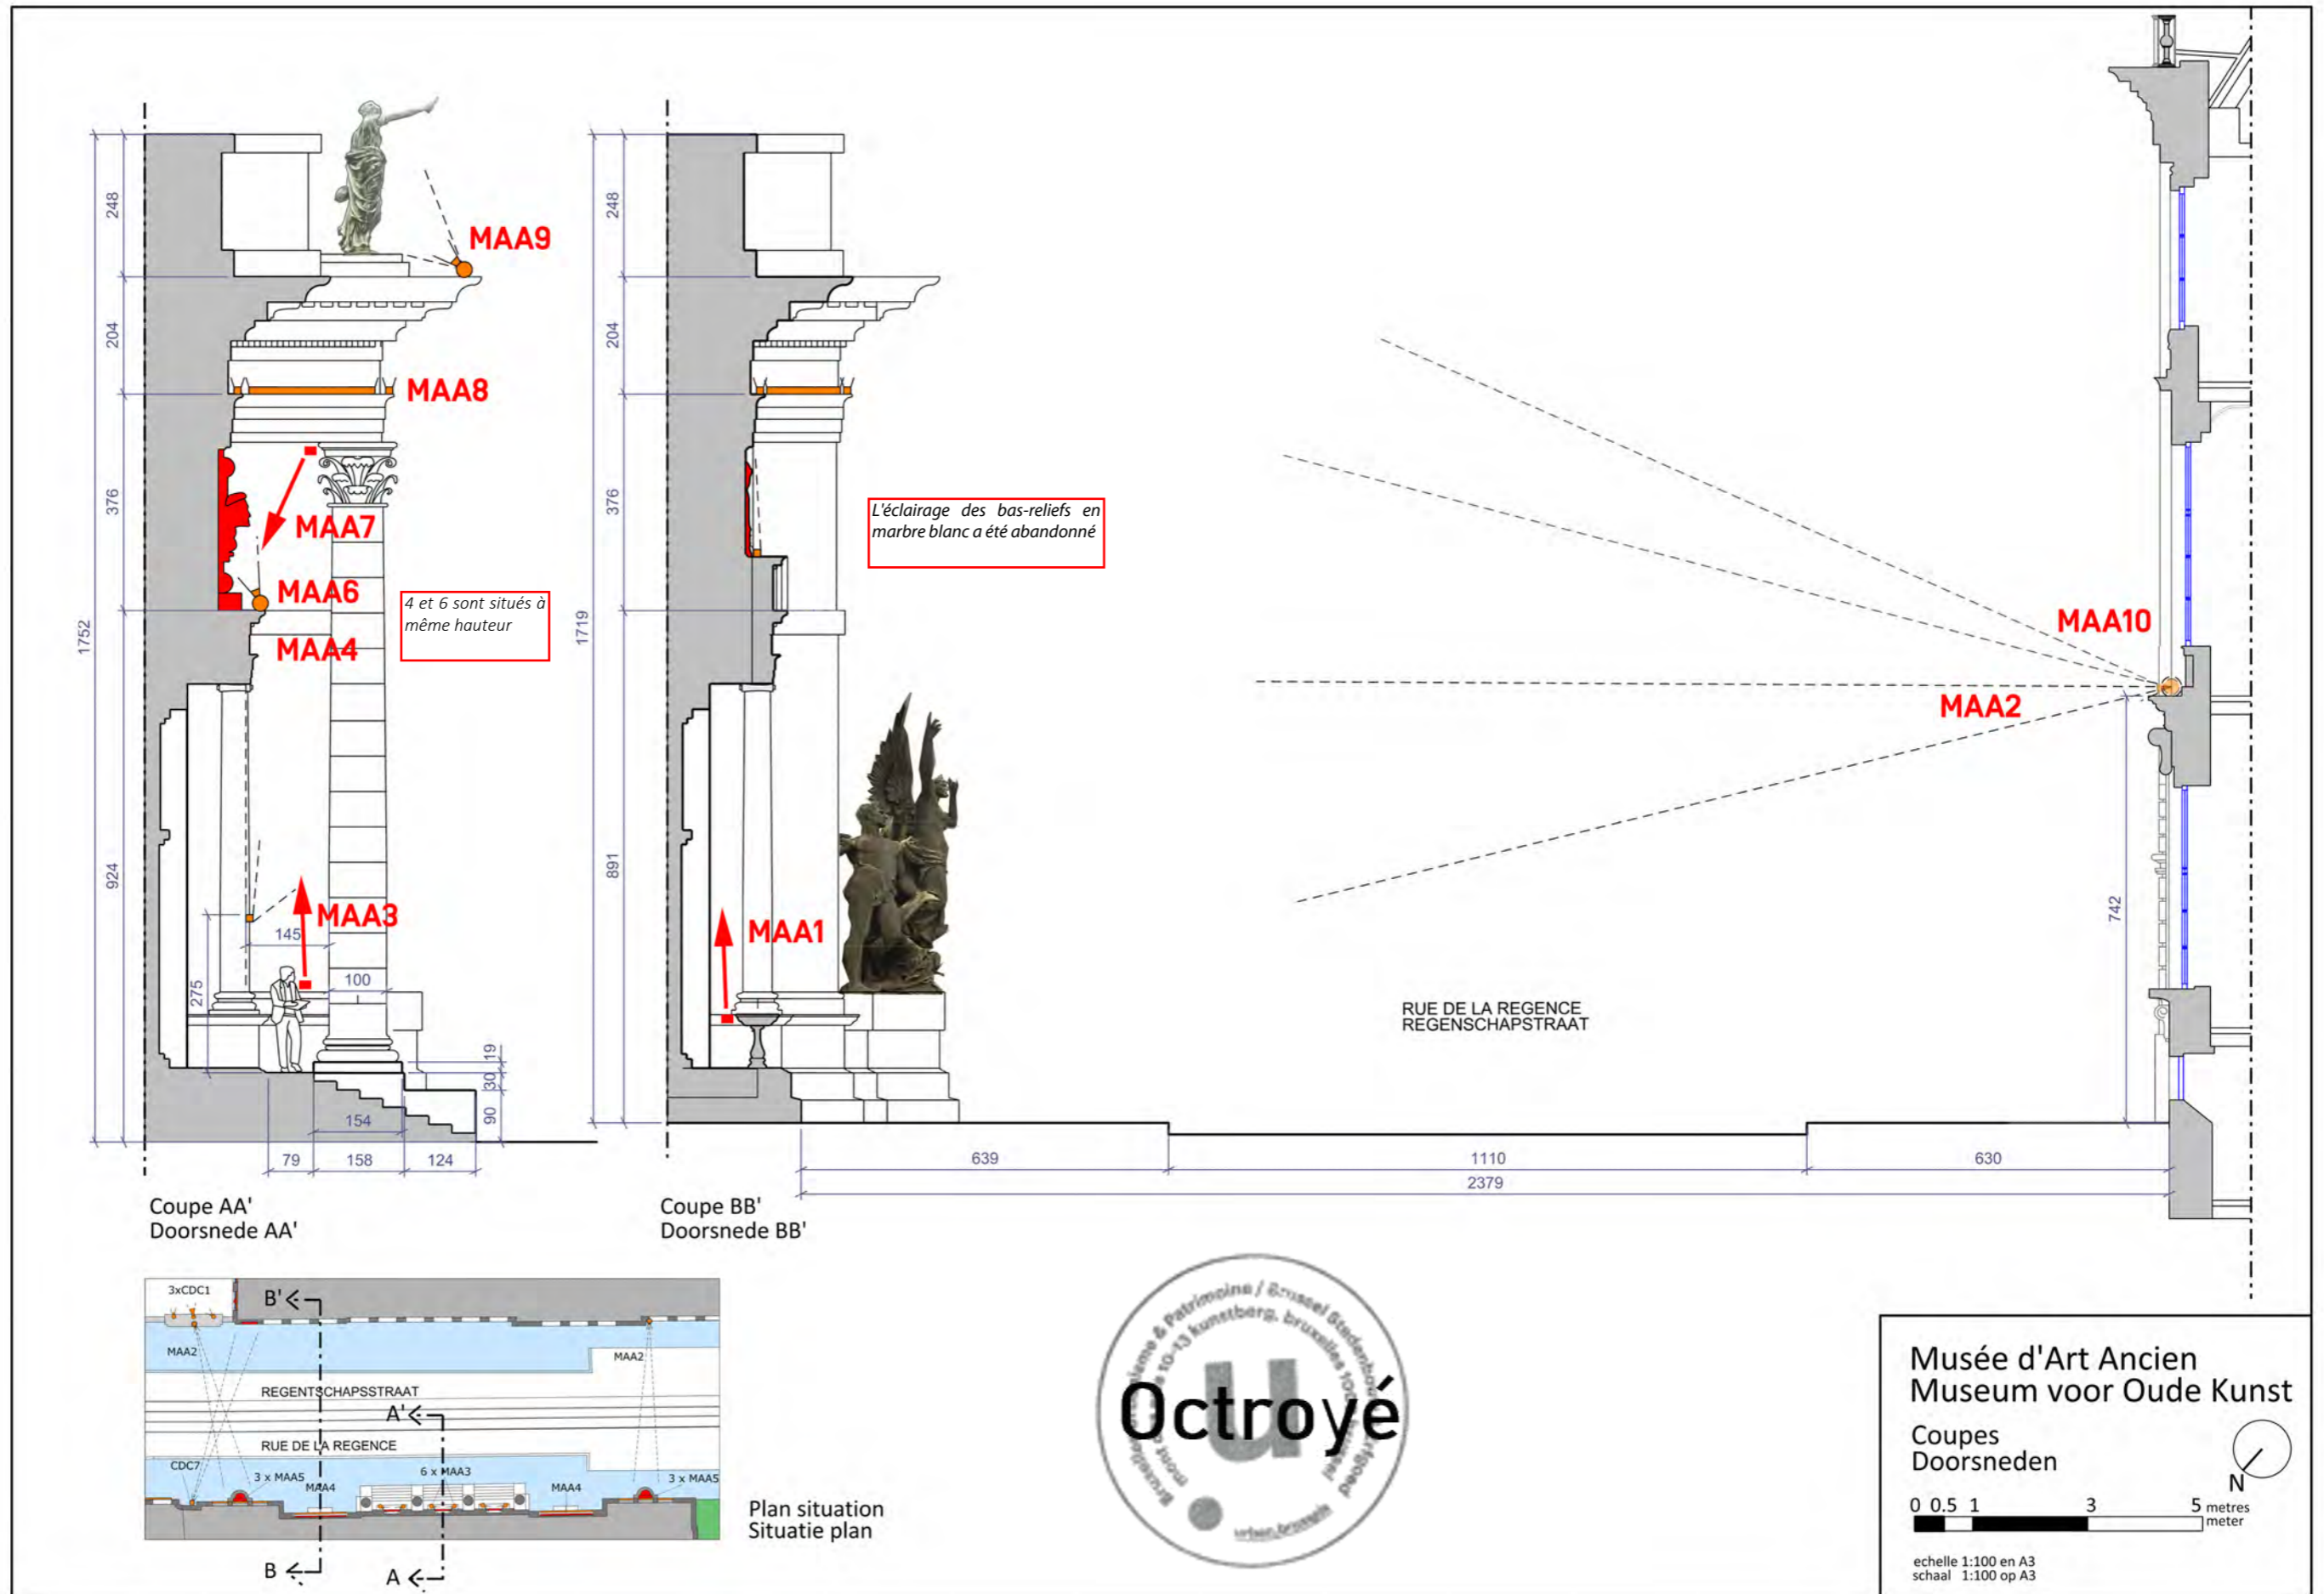 248
204
376
1752
924
MAA9
MAA8
MAA7
MAA6
MAA4
4 et 6 sont situés à
même hauteur
MAA3
145
275
100
19
30
90
154
79
158
124
Coupe AA'
Doorsnede AA'
248
204
376
1719
891
L'éclairage des bas-reliefs en
marbre blanc a été abandonné
MAA1
MAA10
MAA2
742
RUE DE LA REGENCE
REGENSCHAPSTRAAT
639
1110
630
2379
Coupe BB'
Doorsnede BB'
3xCDC1
B'
MAA2
MAA2
REGENTSCHAPSSTRAAT
A'
RUE DE LA REGENCE
CDC7
3 x MAA5
MAA4
6 x MAA3
MAA4
3 x MAA5
B
A
Plan situation
Situatie plan
Octroyé
u
urban.brussels
Musée d'Art Ancien
Museum voor Oude Kunst
Coupes
Doorsneden
N
0 0.5 1 3 5 metres
meter
echelle 1:100 en A3
schaal 1:100 op A3